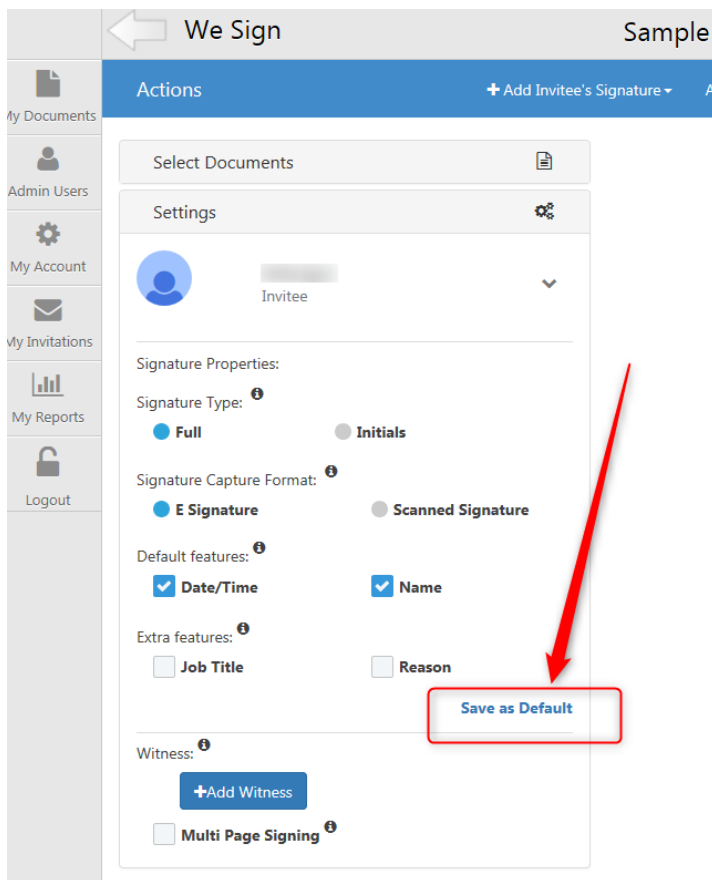 We Sign
Sample
Actions
Add Invitee's Signature
My Documents
Admin Users
My Account
My Invitations
My Reports
Logout
Select Documents
Settings
Invitee
Signature Properties:
Signature Type:
Full Initials
Signature Capture Format:
E Signature Scanned Signature
Default features:
Date/Time Name
Extra features:
Job Title Reason
Save as Default
Witness:
+Add Witness
Multi Page Signing